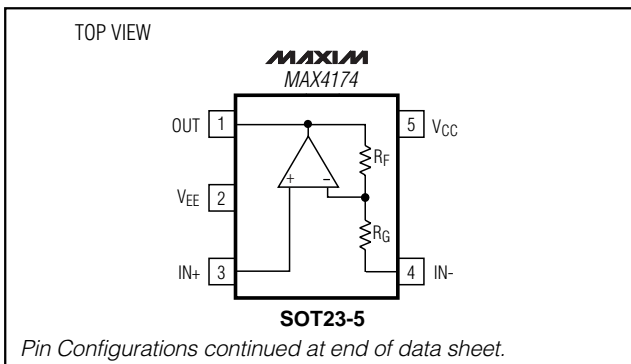 TOP VIEW
MAXIM
MAX4174
OUT 1
5 VCC
RF
+ −
VEE 2
RG
IN+ 3
4 IN-
SOT23-5
Pin Configurations continued at end of data sheet.